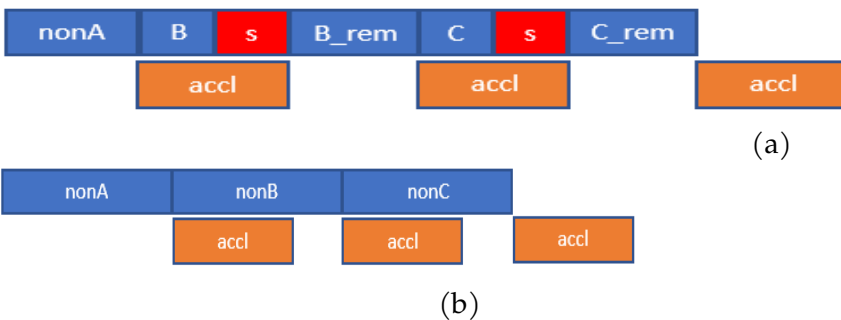 nonA B s B_rem C s C_rem
accl accl accl
(a)
nonA nonB nonC
accl accl accl
(b)